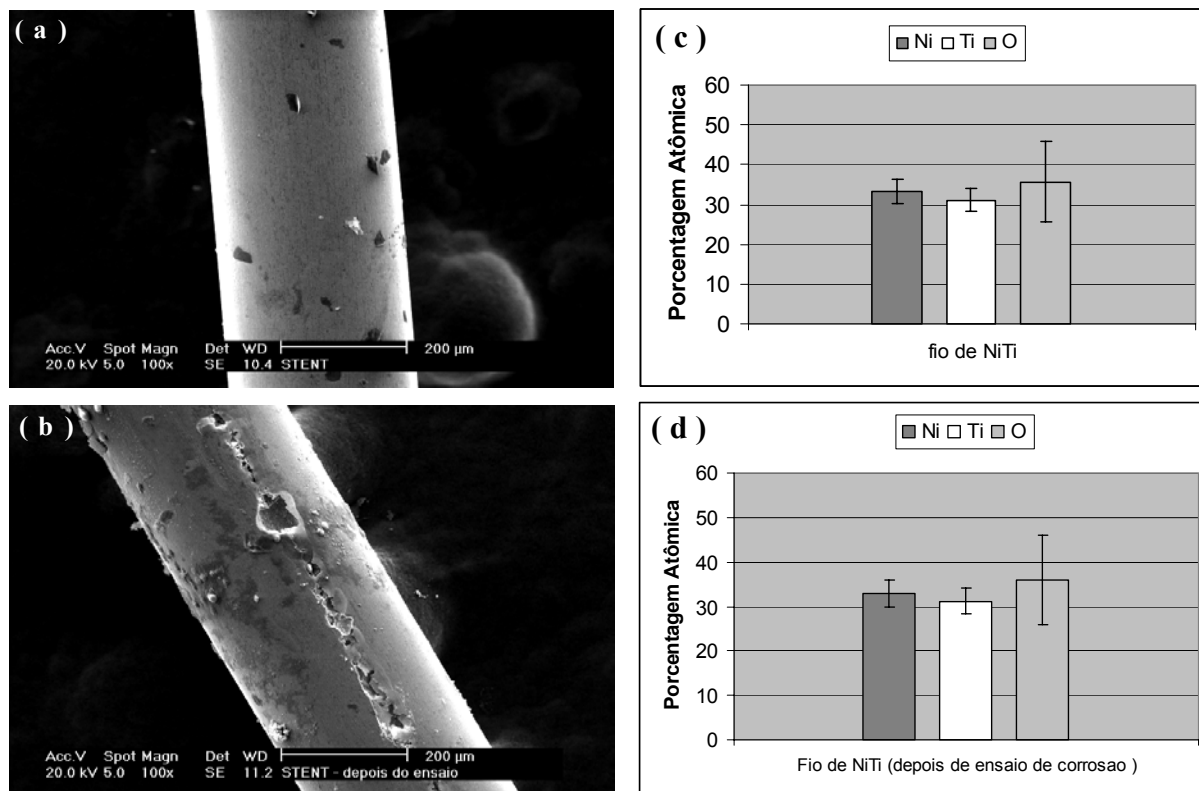 ( a )
Acc.V Spot Magn Det WD 200 µm
20.0 kV 5.0 100x SE 10.4 STENT
( b )
Acc.V Spot Magn Det WD 200 µm
20.0 kV 5.0 100x SE 11.2 STENT - depois do ensaio
( c )
Ni Ti O
Porcentagem Atômica
60
50
40
30
20
10
0
fio de NiTi
( d )
Ni Ti O
Porcentagem Atômica
60
50
40
30
20
10
0
Fio de NiTi (depois de ensaio de corrosao )